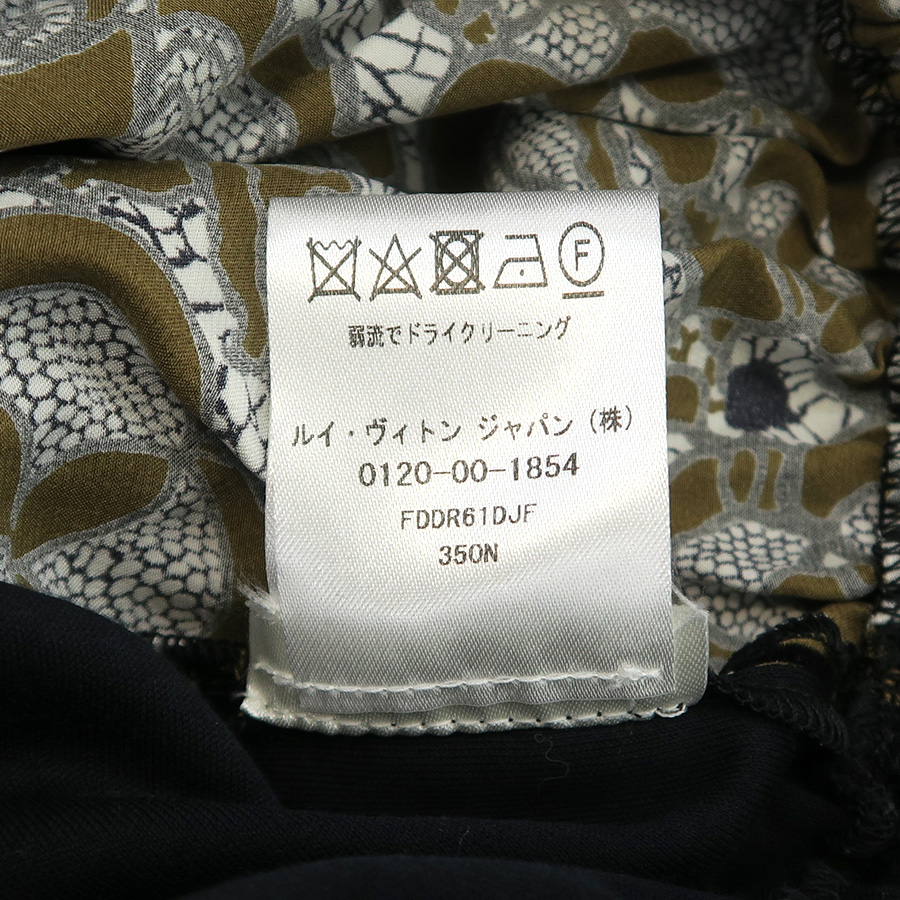 F
弱流でドライクリーニング
ルイ・ヴィトン ジャパン（株）
0120-00-1854
FDDR61DJF
350N